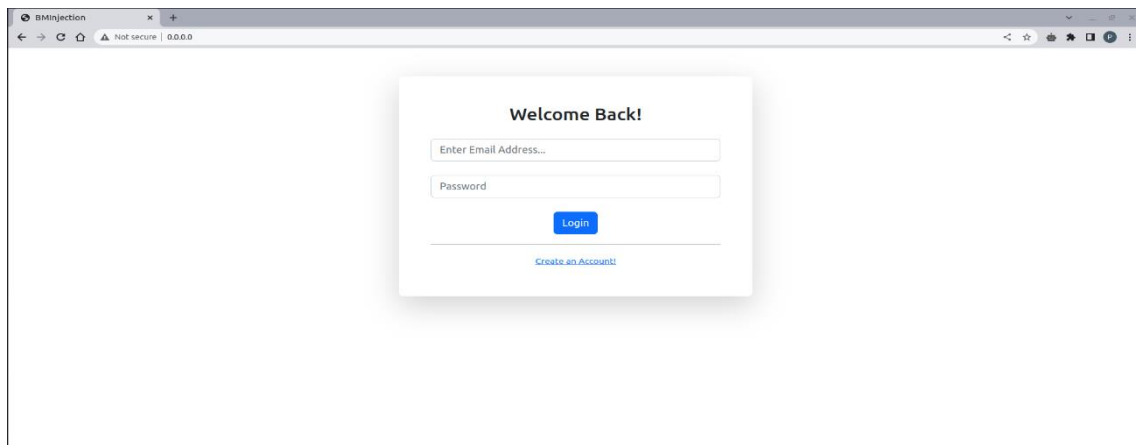 BMInjection
Not secure | 0.0.0.0
Welcome Back!
Enter Email Address...
Password
Login
Create an Account!